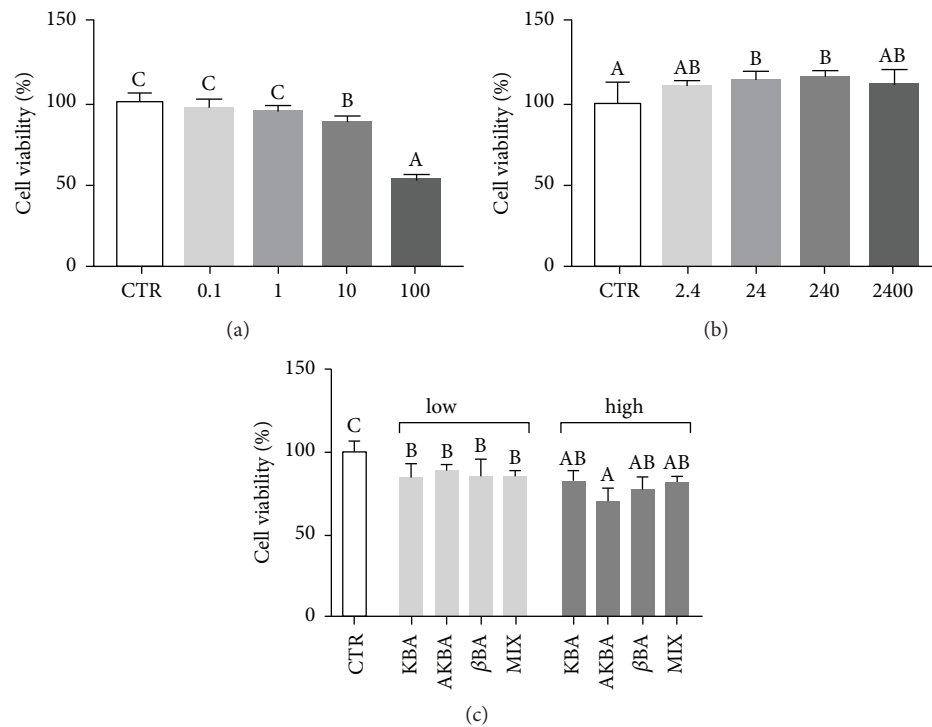 150
100
50
0
Cell viability (%)
C
C
C
B
A
CTR
0.1
1
10
100
(a)
150
100
50
0
Cell viability (%)
A
AB
B
B
AB
CTR
2.4
24
240
2400
(b)
150
100
50
0
Cell viability (%)
low
high
C
B
B
B
B
AB
A
AB
AB
CTR
KBA
AKBA
βBA
MIX
KBA
AKBA
βBA
MIX
(c)